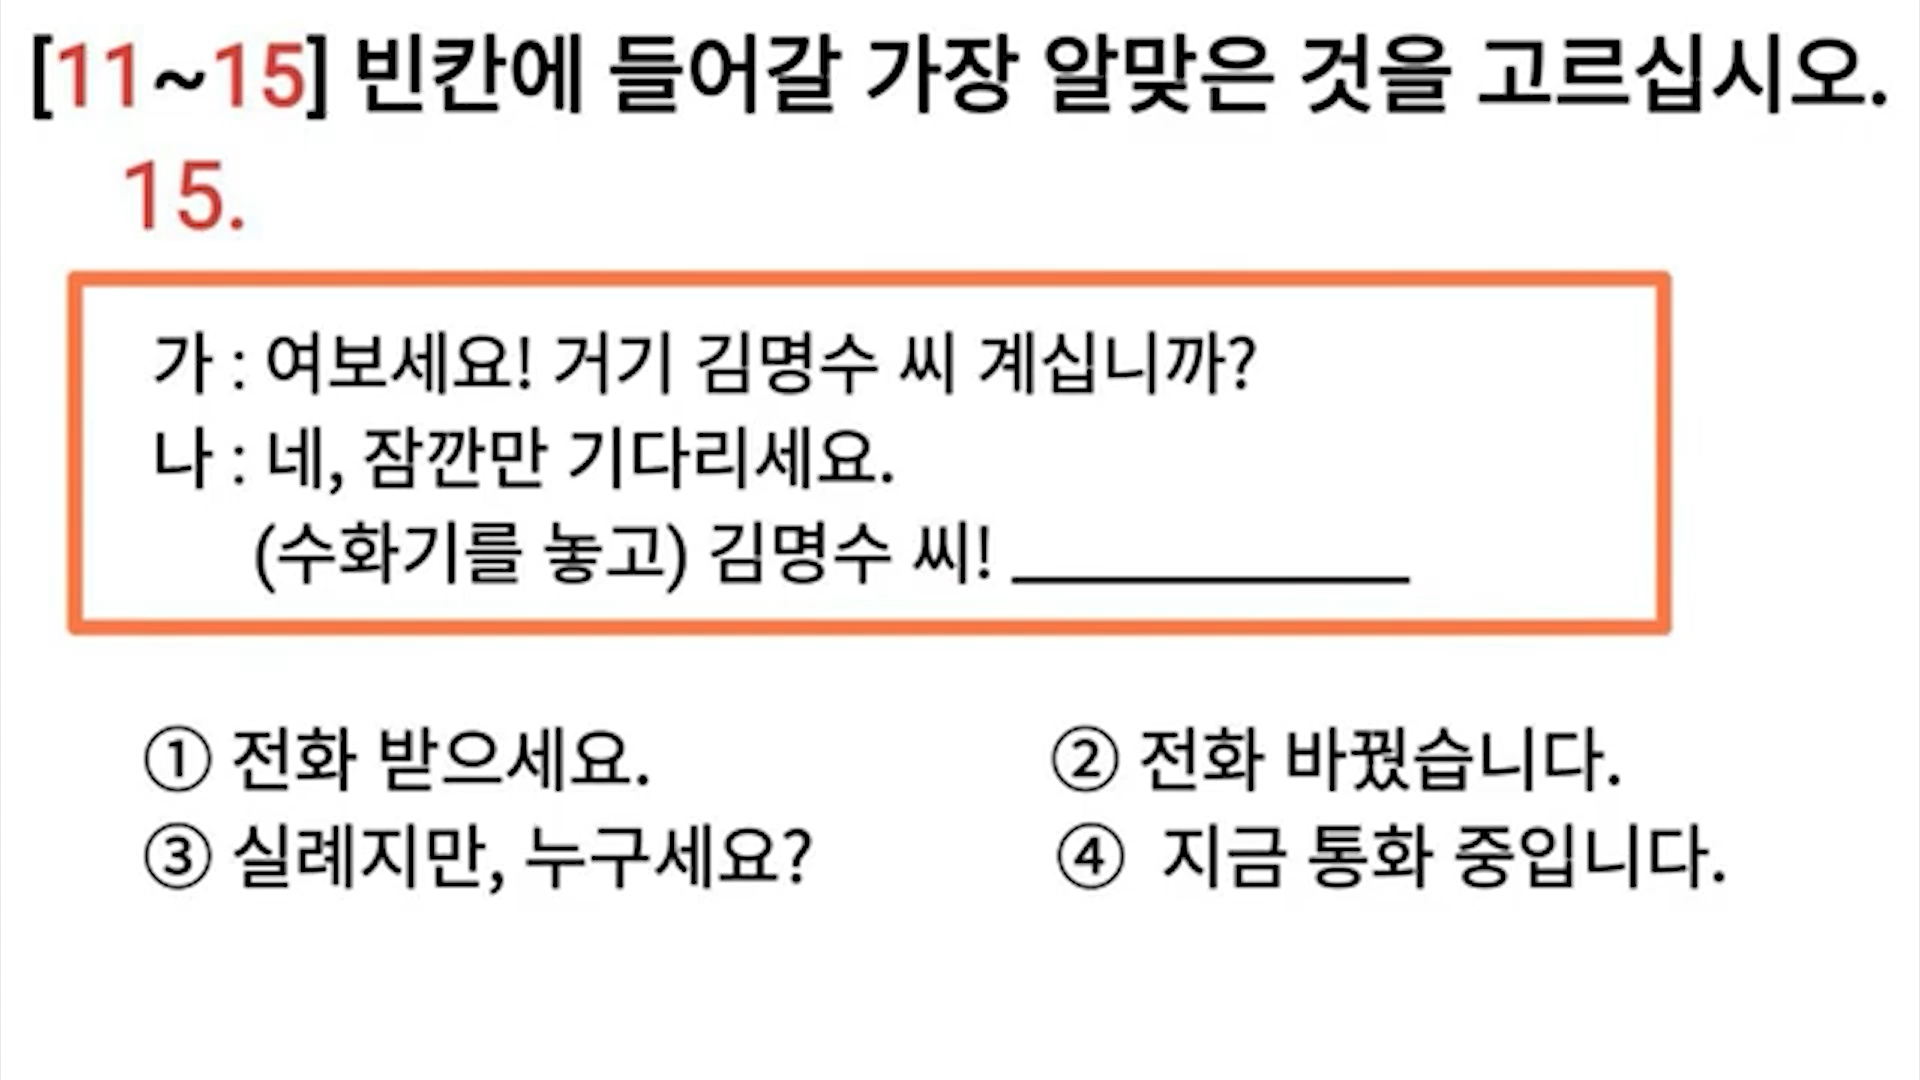 [11~15] 빈칸에 들어갈 가장 알맞은 것을 고르십시오.
15.
가 : 여보세요! 거기 김명수 씨 계십니까?
나 : 네, 잠깐만 기다리세요.
(수화기를 놓고) 김명수 씨! ____________
① 전화 받으세요.
② 전화 바꿨습니다.
③ 실례지만, 누구세요?
④ 지금 통화 중입니다.